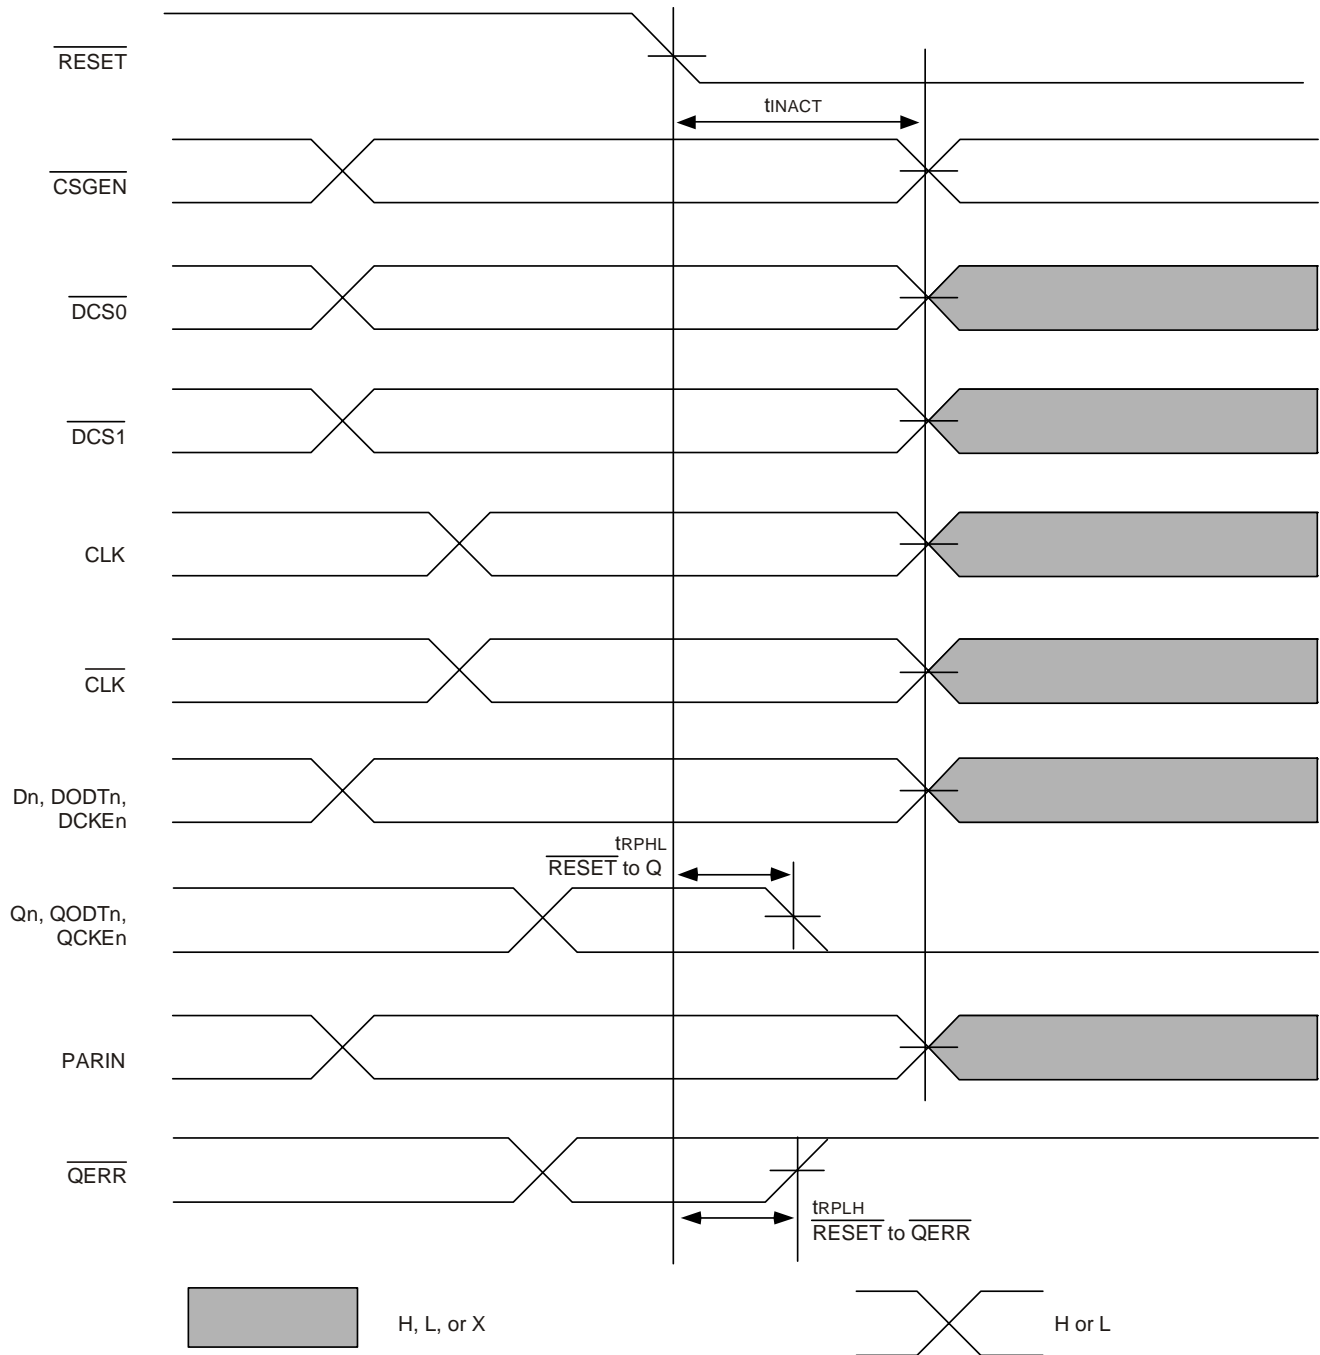 RESET
tINACT
CSGEN
DCS0
DCS1
CLK
CLK
Dn, DODTn,
DCKEn
tRPHL
RESET to Q
Qn, QODTn,
QCKEn
PARIN
QERR
tRPLH
RESET to QERR
H, L, or X
H or L